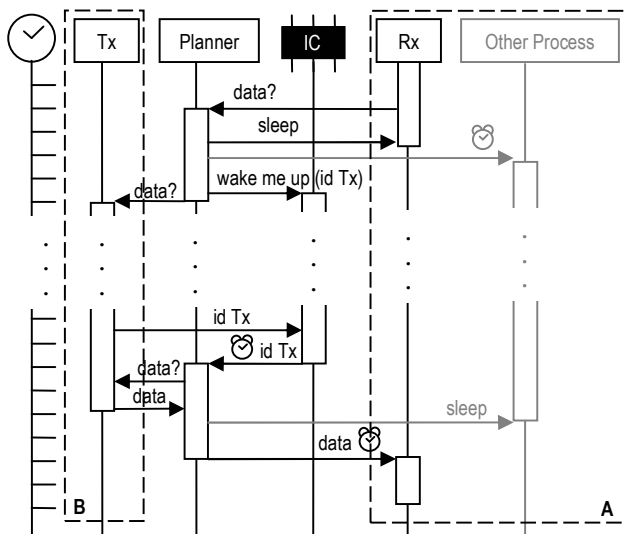 Tx Planner IC Rx Other Process
data?
sleep
wake me up (id Tx)
data?
id Tx
id Tx
data?
data
sleep
data
B A